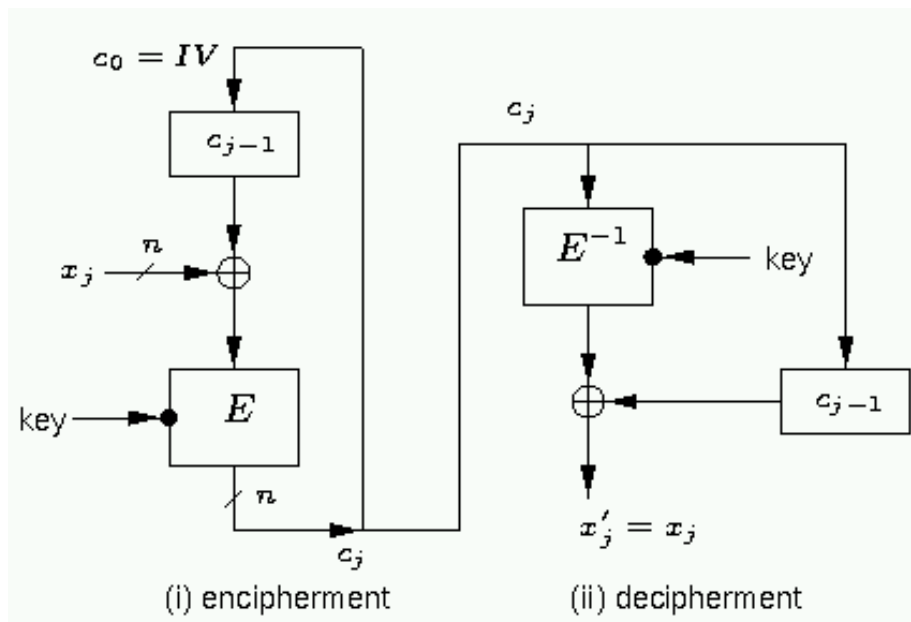 c₀ = IV
cⱼ₋₁
n
xⱼ
key
E
n
cⱼ
(i) encipherment
cⱼ
E⁻¹
key
cⱼ₋₁
x′ⱼ = xⱼ
(ii) decipherment